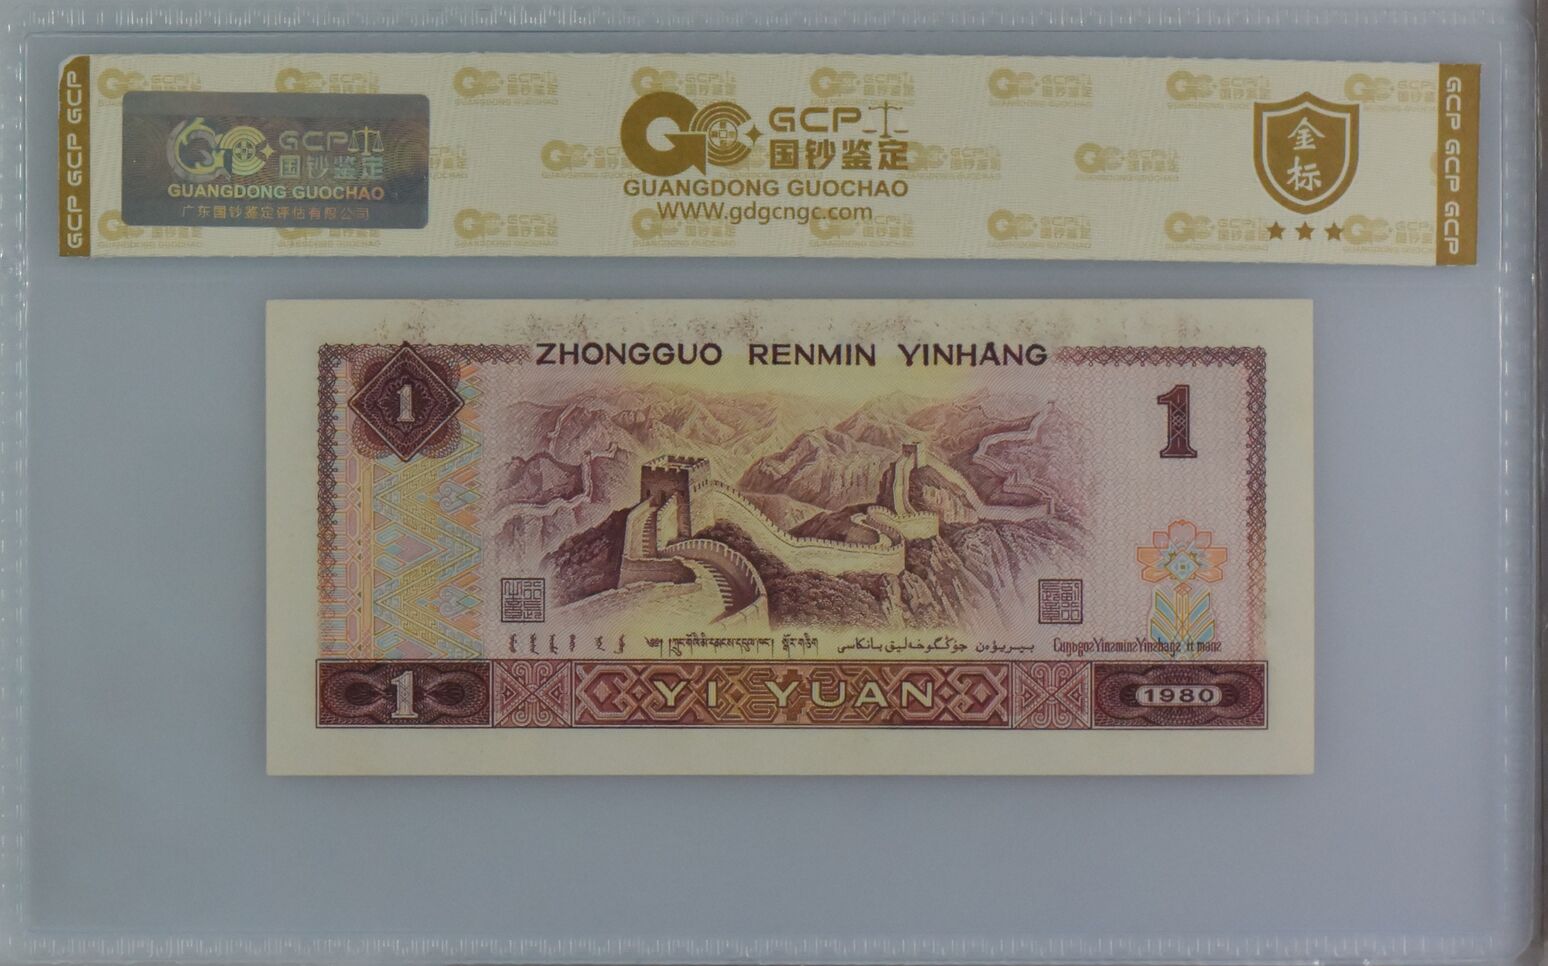 GCP 国钞鉴定
GUANGDONG GUOCHAO
广东国钞鉴定评估有限公司
GCP 国钞鉴定
GUANGDONG GUOCHAO
WWW.gdgcngc.com
金标
GCP GCP GCP
GCP GCP GCP
ZHONGGUO RENMIN YINHANG
1
1
1
YI YUAN
1980